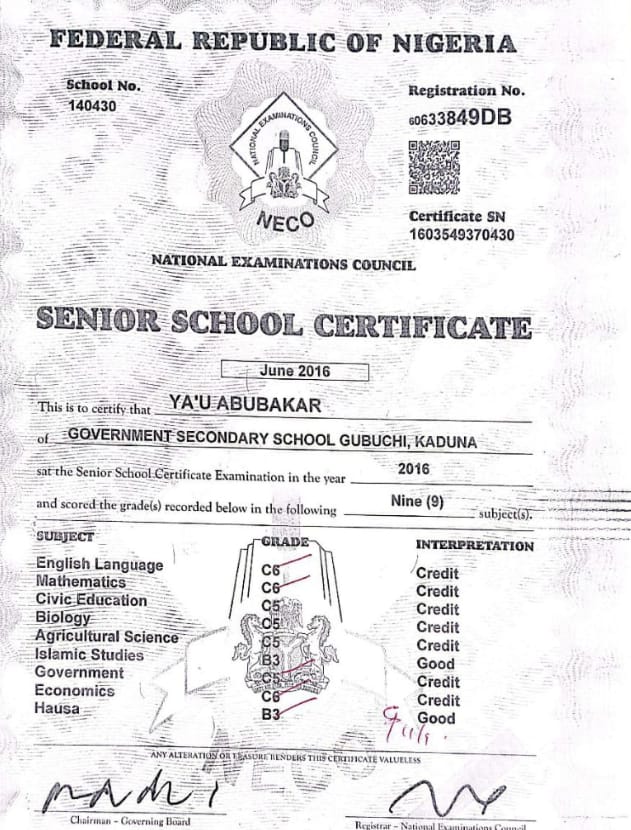 FEDERAL REPUBLIC OF NIGERIA
School No.
140430
Registration No.
60633849DB
NATIONAL EXAMINATIONS COUNCIL
NECO
Certificate SN
1603549370430
NATIONAL EXAMINATIONS COUNCIL
SENIOR SCHOOL CERTIFICATE
June 2016
This is to certify that YA'U ABUBAKAR
of GOVERNMENT SECONDARY SCHOOL GUBUCHI, KADUNA
sat the Senior School Certificate Examination in the year 2016
and scored the grade(s) recorded below in the following Nine (9) subject(s).
SUBJECT GRADE INTERPRETATION
English Language C6 Credit
Mathematics C6 Credit
Civic Education C5 Credit
Biology C5 Credit
Agricultural Science C5 Credit
Islamic Studies B3 Good
Government C5 Credit
Economics C6 Credit
Hausa B3 Good
ANY ALTERATION OR ERASURE RENDERS THIS CERTIFICATE VALUELESS
Chairman - Governing Board
Registrar - National Examinations Council